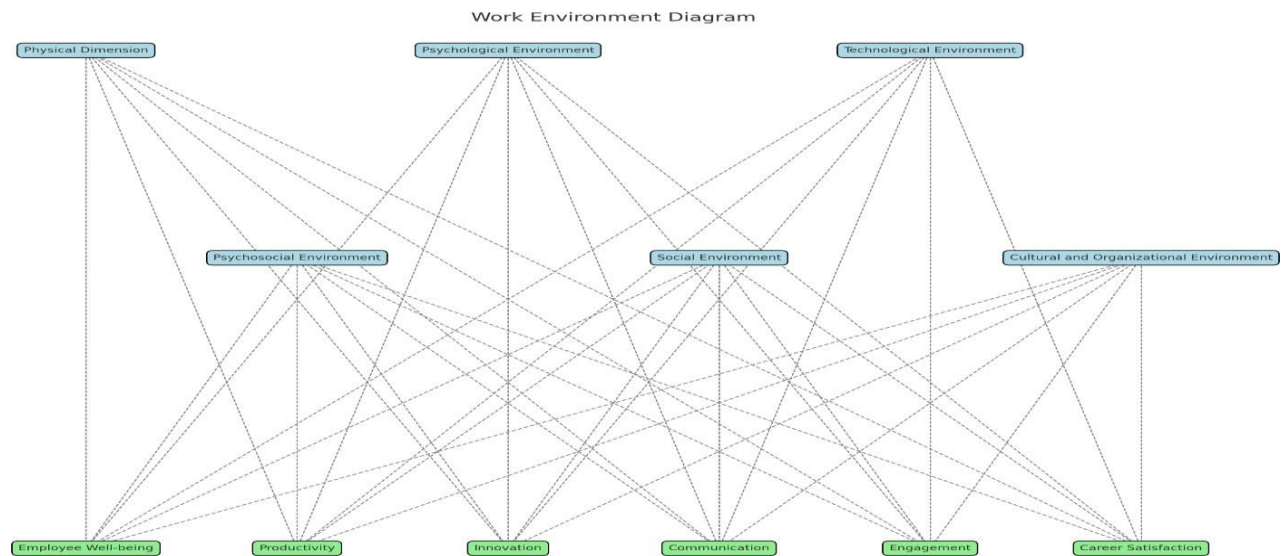 Work Environment Diagram
Physical Dimension
Psychological Environment
Technological Environment
Psychosocial Environment
Social Environment
Cultural and Organizational Environment
Employee Well-being
Productivity
Innovation
Communication
Engagement
Career Satisfaction